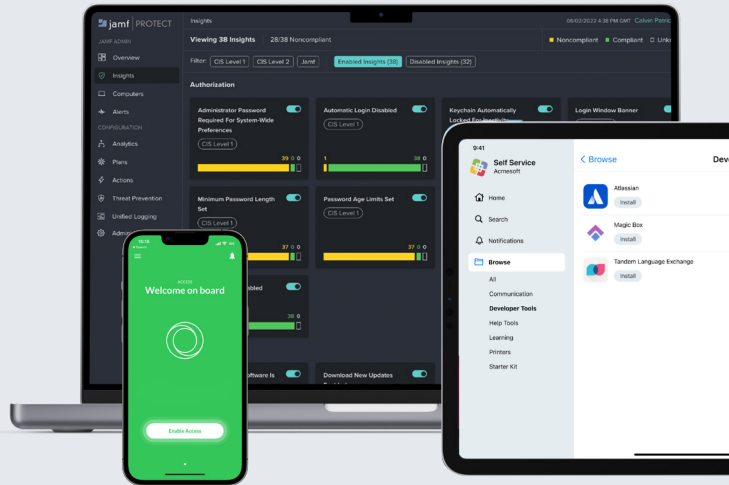 jamf PROTECT
Insights
08/02/2022 4:38 PM GMT Calvin Patric
JAMF ADMIN
Viewing 38 Insights 28/38 Noncompliant
Noncompliant Compliant
Overview
Filter: CIS Level 1 CIS Level 2 Jamf Enabled Insights (38) Disabled Insights (32)
Insights
Computers
Authorization
Alerts
CONFIGURATION
Analytics
Plans
Actions
Threat Prevention
Unified Logging
Administrator Password
Required For System-Wide
Preferences
CIS Level 1
39 0 0
Automatic Login Disabled
CIS Level 1
1 38 0
Keychain Automatically
Login Window Banner
Minimum Password Length
Set
CIS Level 1
37 0 0
Password Age Limits Set
CIS Level 1
37 0 0
38 0
Download New Updates
ACCESS
Welcome on board
Enable Access
9:41
Self Service
Acmesoft
Home
Search
Notifications
Browse
All
Communication
Developer Tools
Help Tools
Learning
Printers
Starter Kit
< Browse
Atlassian
Install
Magic Box
Install
Tandem Language Exchange
Install